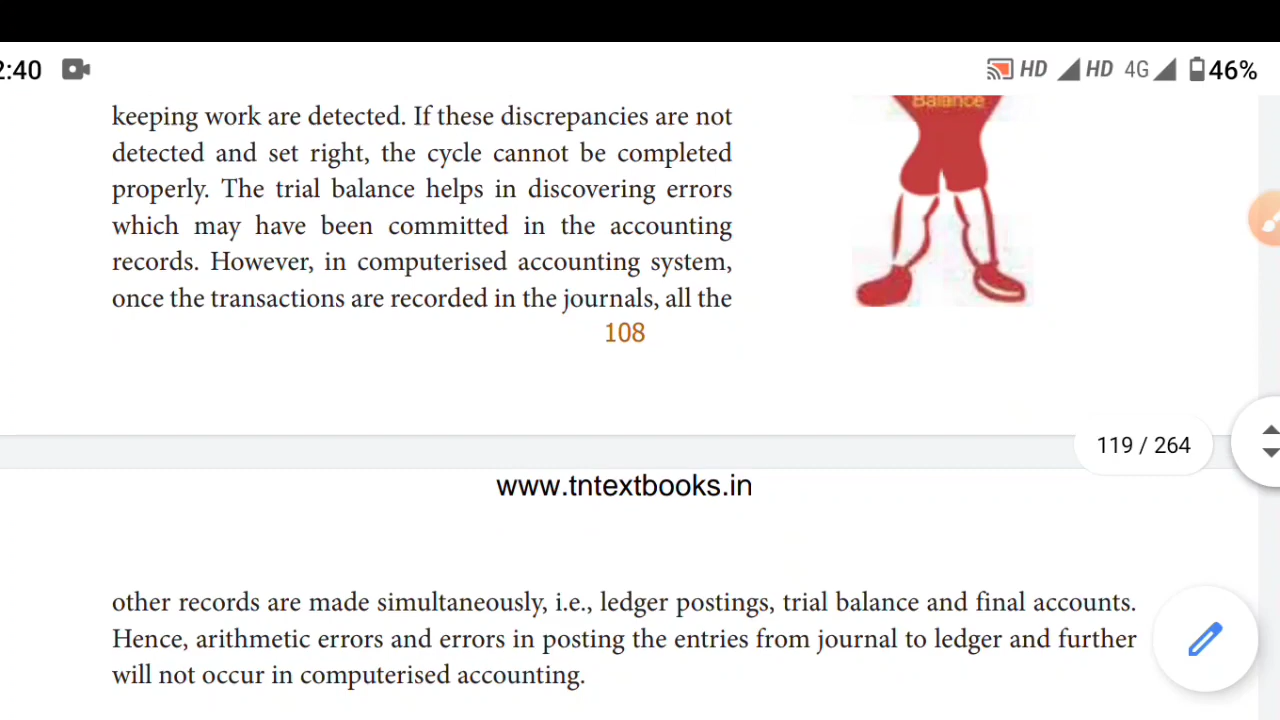 2:40
HD HD 4G 46%
Balance
keeping work are detected. If these discrepancies are not
detected and set right, the cycle cannot be completed
properly. The trial balance helps in discovering errors
which may have been committed in the accounting
records. However, in computerised accounting system,
once the transactions are recorded in the journals, all the
108
119 / 264
www.tntextbooks.in
other records are made simultaneously, i.e., ledger postings, trial balance and final accounts.
Hence, arithmetic errors and errors in posting the entries from journal to ledger and further
will not occur in computerised accounting.